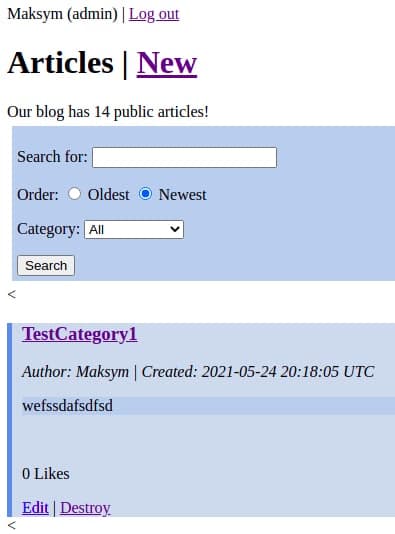 Maksym (admin) | Log out
Articles | New
Our blog has 14 public articles!
Search for:
Order: Oldest Newest
Category: All
Search
<
TestCategory1
Author: Maksym | Created: 2021-05-24 20:18:05 UTC
wefssdafsdfsd
0 Likes
Edit | Destroy
<